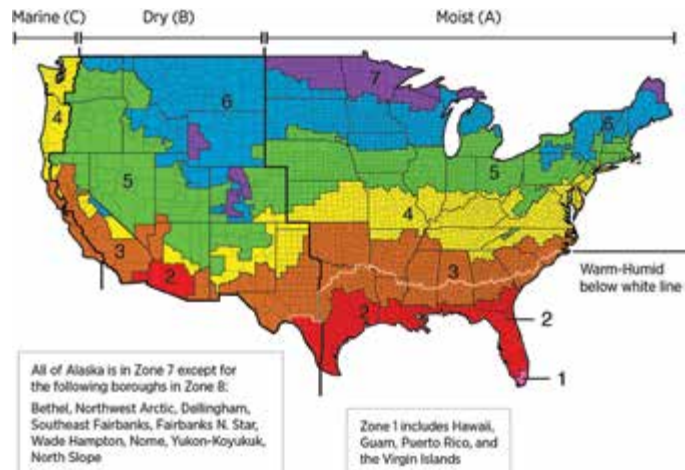 Marine (C)
Dry (B)
Moist (A)
7
6
6
4
5
5
4
3
3
2
2
Warm-Humid
below white line
2
1
All of Alaska is in Zone 7 except for
the following boroughs in Zone 8:
Bethel, Northwest Arctic, Dellingham,
Southeast Fairbanks, Fairbanks N. Star,
Wade Hampton, Nome, Yukon-Koyukuk,
North Slope
Zone 1 includes Hawaii,
Guam, Puerto Rico, and
the Virgin Islands